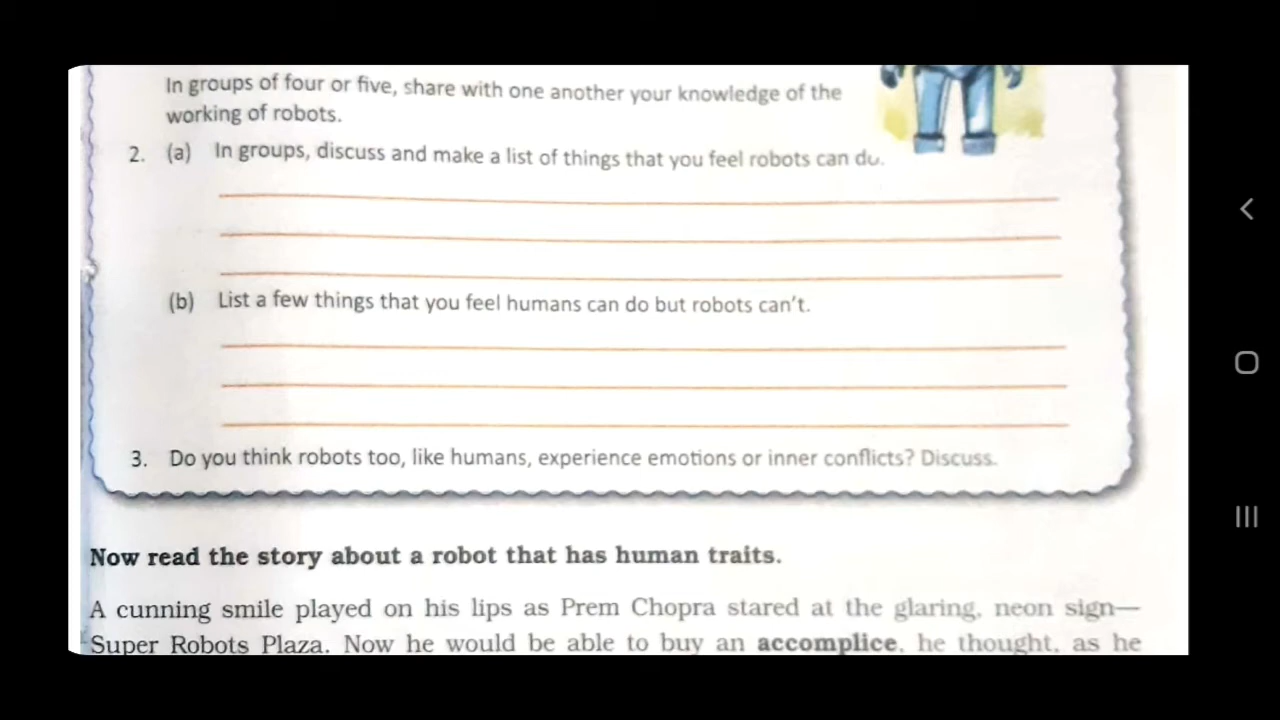 In groups of four or five, share with one another your knowledge of the
working of robots.
2. (a) In groups, discuss and make a list of things that you feel robots can do.
(b) List a few things that you feel humans can do but robots can't.
3. Do you think robots too, like humans, experience emotions or inner conflicts? Discuss.
Now read the story about a robot that has human traits.
A cunning smile played on his lips as Prem Chopra stared at the glaring, neon sign—
Super Robots Plaza. Now he would be able to buy an accomplice, he thought, as he